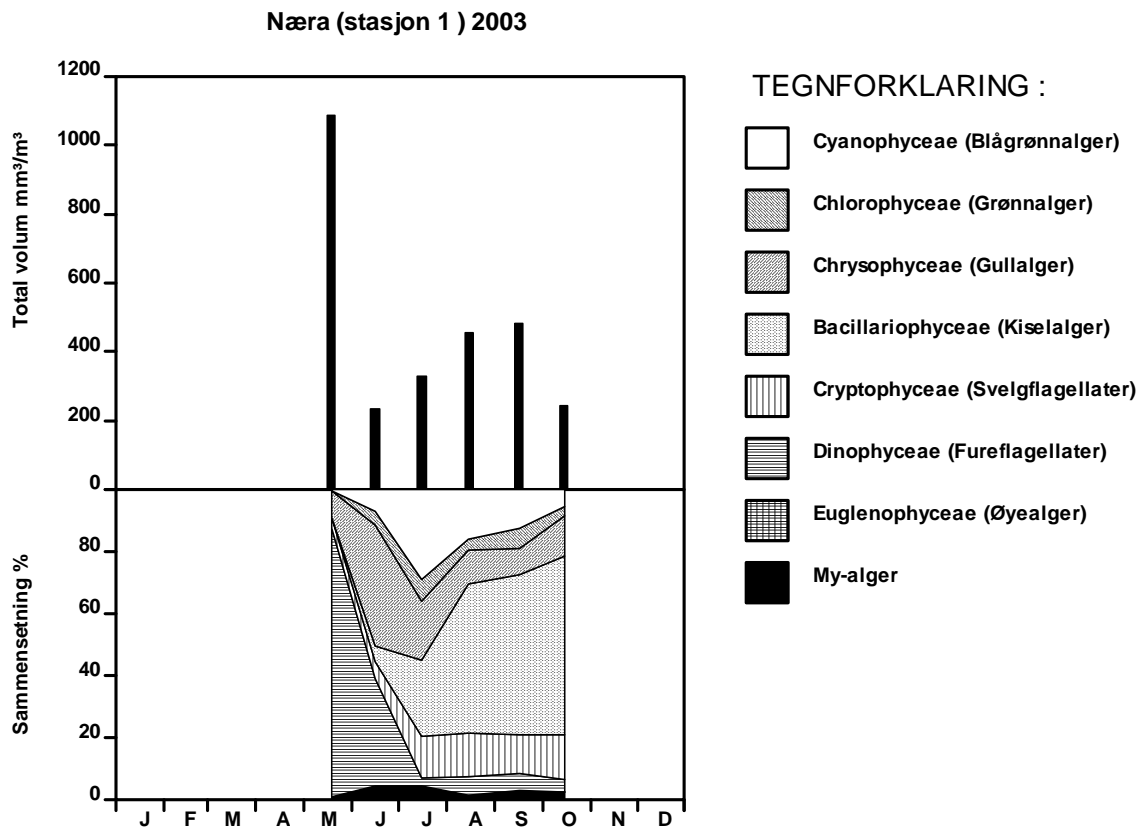 Næra (stasjon 1 ) 2003
Total volum mm³/m³
1200
1000
800
600
400
200
0
Sammensetning %
80
60
40
20
0
J F M A M J J A S O N D
TEGNFORKLARING :
Cyanophyceae (Blågrønnalger)
Chlorophyceae (Grønnalger)
Chrysophyceae (Gullalger)
Bacillariophyceae (Kiselalger)
Cryptophyceae (Svelgflagellater)
Dinophyceae (Fureflagellater)
Euglenophyceae (Øyealger)
My-alger